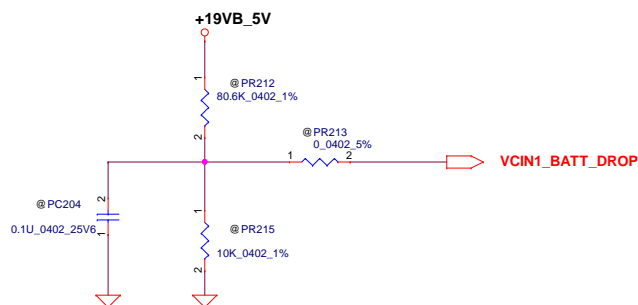 +19VB_5V
1
@ PR212
80.6K_0402_1%
2
@ PR213
0_0402_5%
1 2
VCIN1_BATT_DROP
2
@ PC204
0.1U_0402_25V6
1
1
@ PR215
10K_0402_1%
2